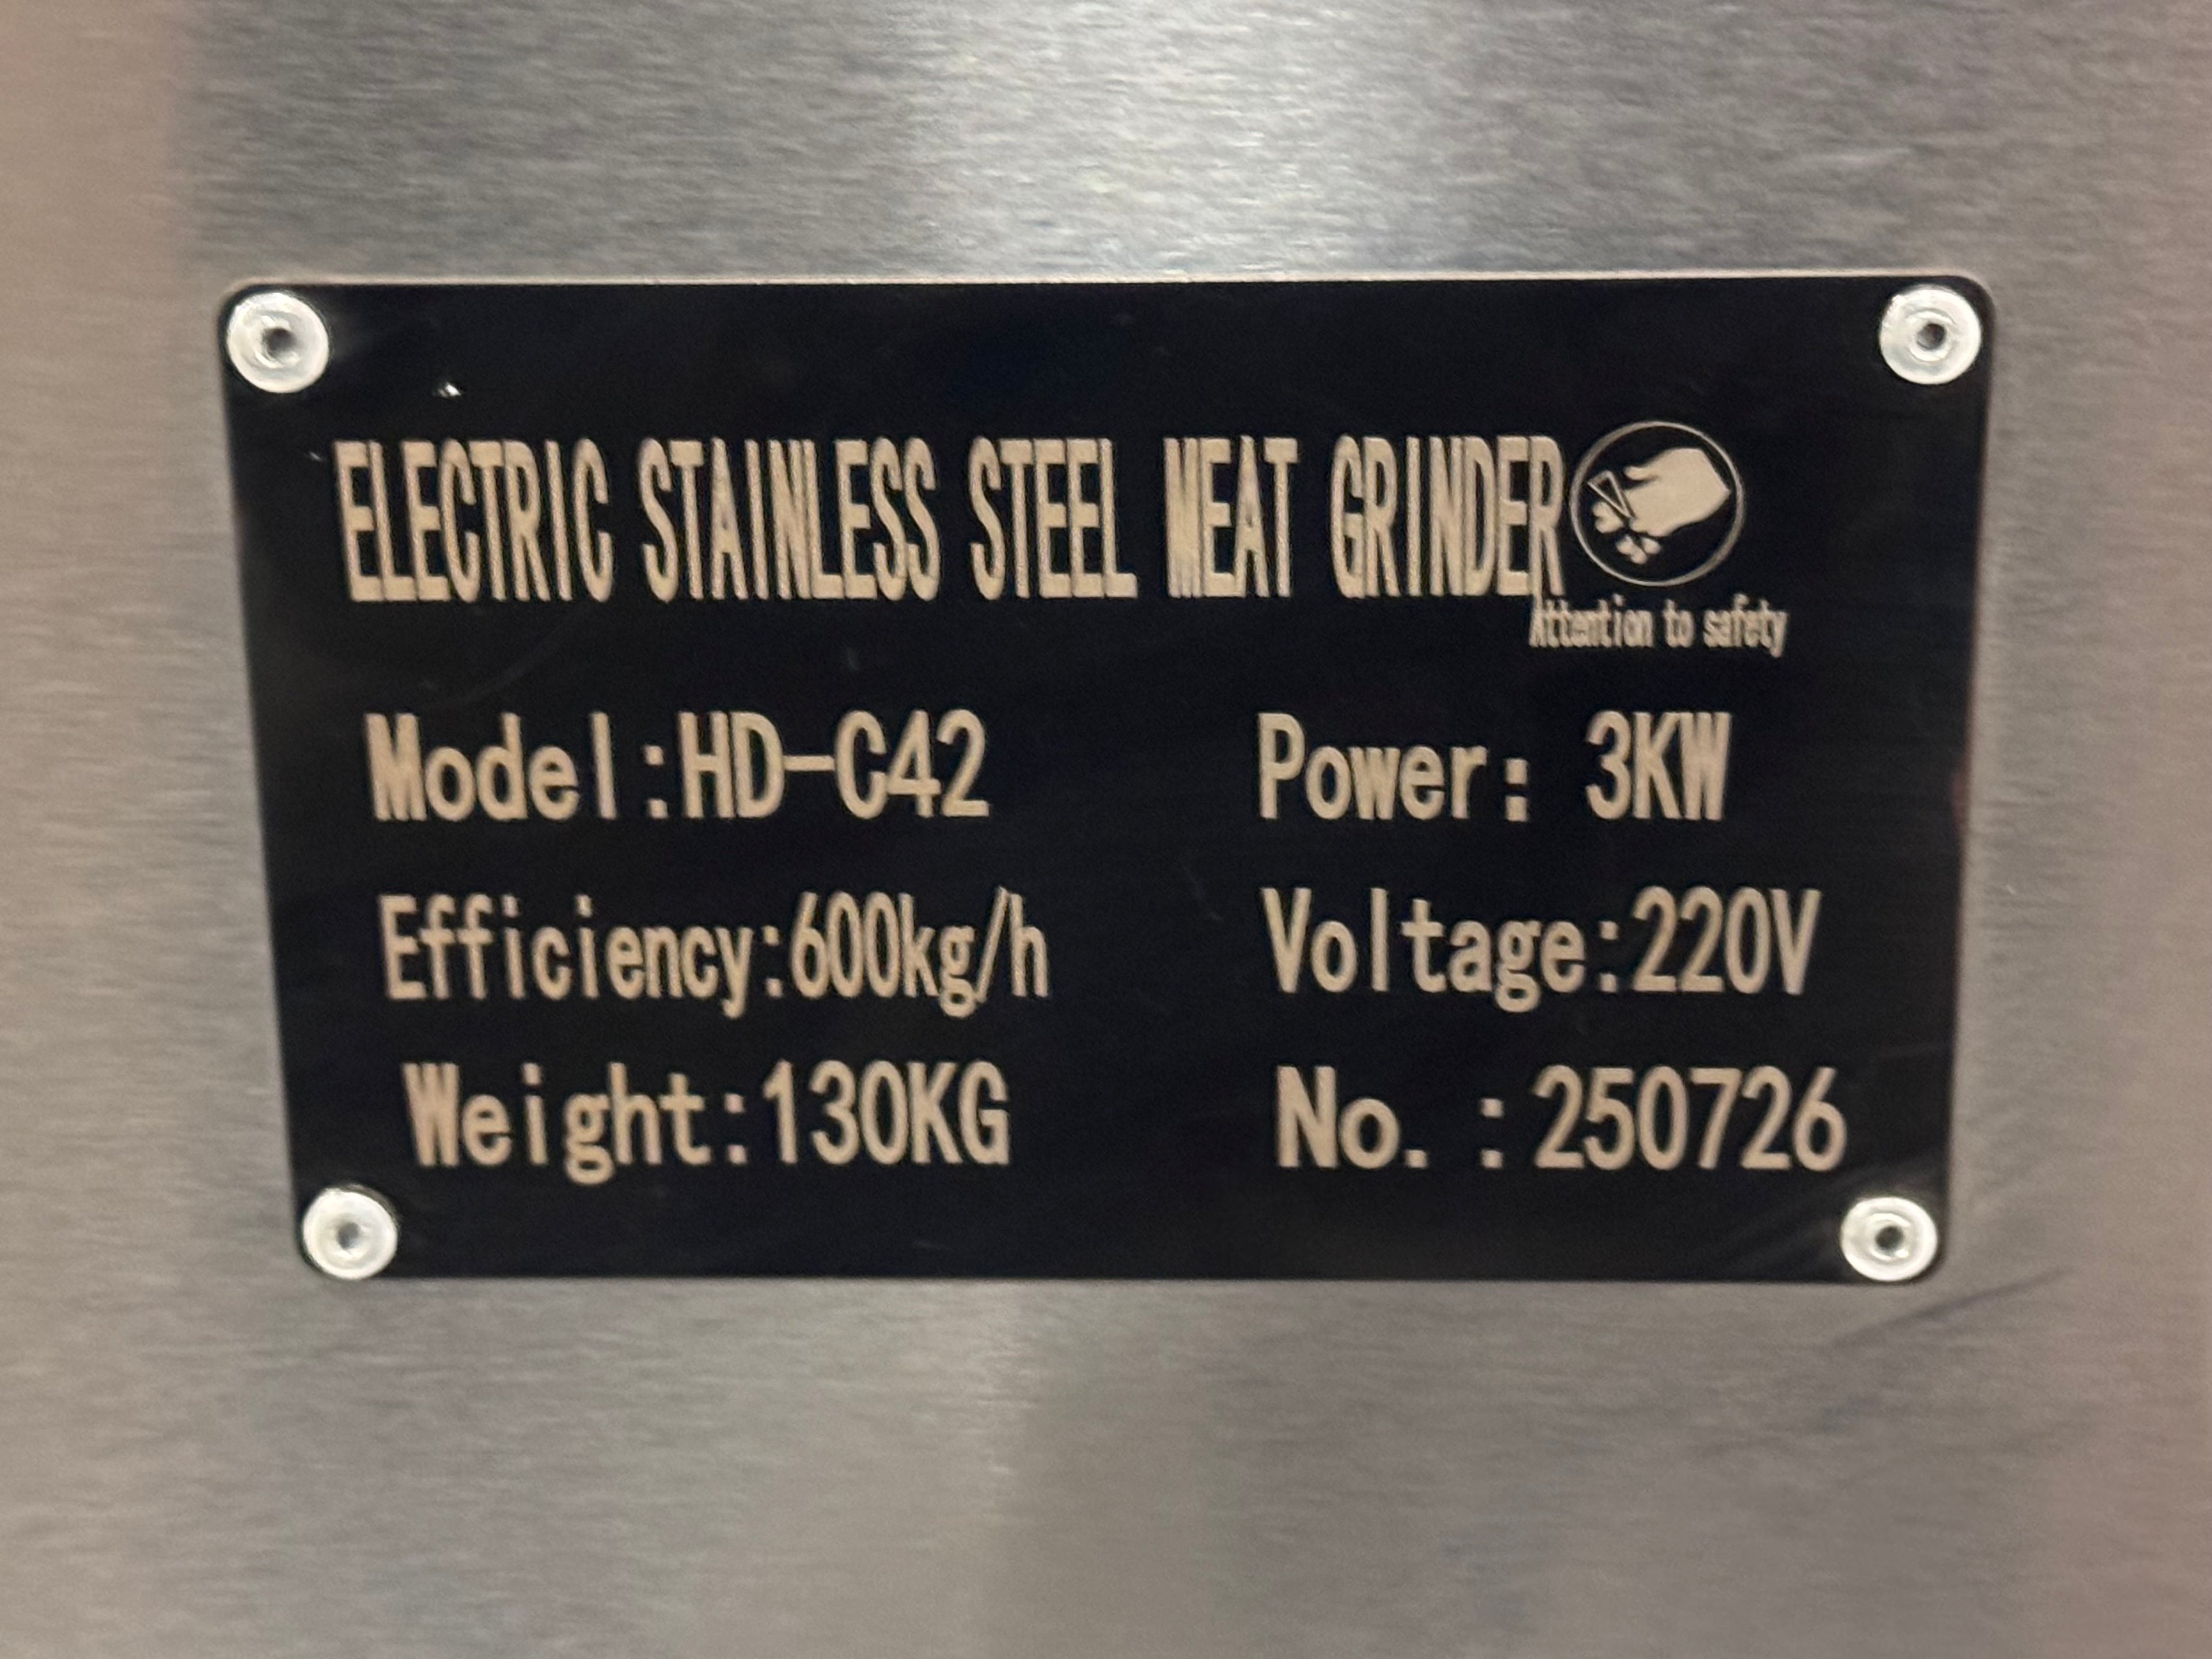 ELECTRIC STAINLESS STEEL MEAT GRINDER
Attention to safety
Model:HD-C42 Power: 3KW
Efficiency:600kg/h Voltage:220V
Weight:130KG No.:250726